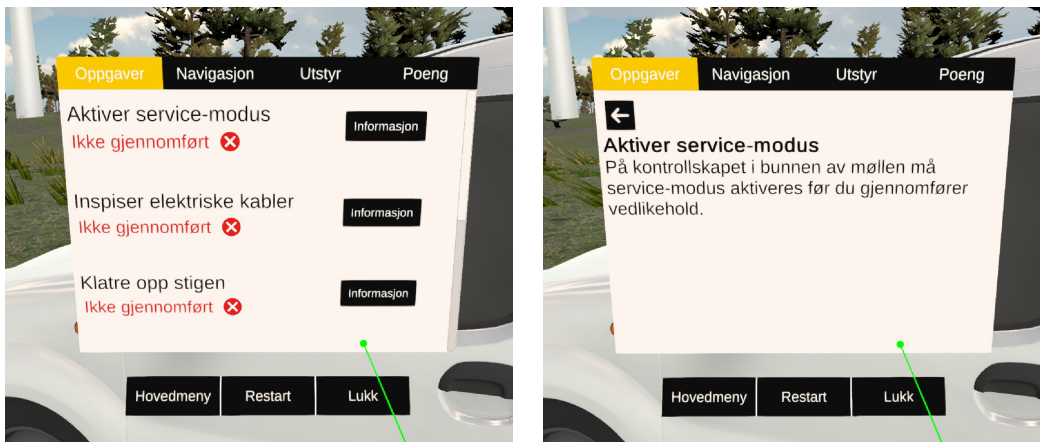 Oppgaver Navigasjon Utstyr Poeng
Aktiver service-modus
Ikke gjennomført
Informasjon
Inspiser elektriske kabler
Ikke gjennomført
Informasjon
Klatre opp stigen
Ikke gjennomført
Informasjon
Hovedmeny Restart Lukk
Oppgaver Navigasjon Utstyr Poeng
Aktiver service-modus
På kontrollskapet i bunnen av møllen må
service-modus aktiveres før du gjennomfører
vedlikehold.
Hovedmeny Restart Lukk